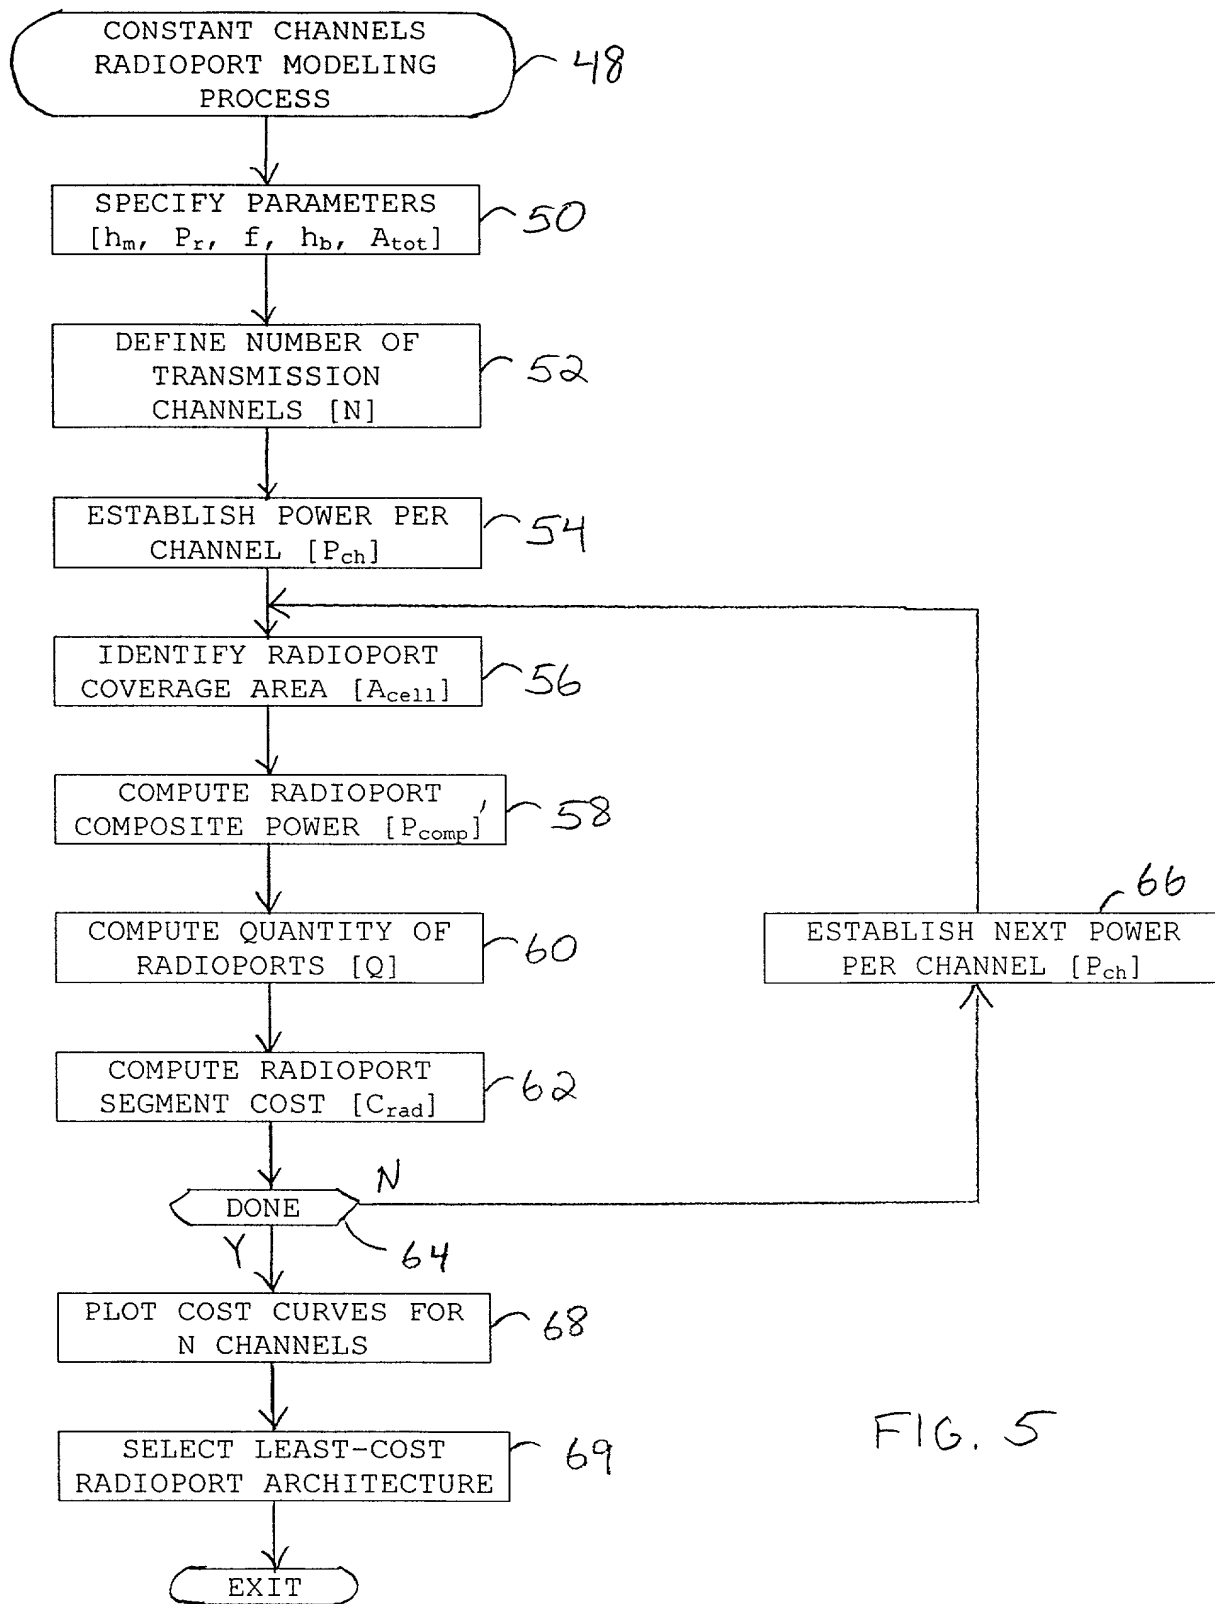 CONSTANT CHANNELS
RADIOPORT MODELING
PROCESS
48
SPECIFY PARAMETERS
[hm, Pr, f, hb, Atot]
50
DEFINE NUMBER OF
TRANSMISSION
CHANNELS [N]
52
ESTABLISH POWER PER
CHANNEL [Pch]
54
IDENTIFY RADIOPORT
COVERAGE AREA [Acell]
56
COMPUTE RADIOPORT
COMPOSITE POWER [Pcomp]'
58
COMPUTE QUANTITY OF
RADIOPORTS [Q]
60
66
ESTABLISH NEXT POWER
PER CHANNEL [Pch]
COMPUTE RADIOPORT
SEGMENT COST [Crad]
62
DONE
N
Y
64
PLOT COST CURVES FOR
N CHANNELS
68
SELECT LEAST-COST
RADIOPORT ARCHITECTURE
69
EXIT
FIG. 5